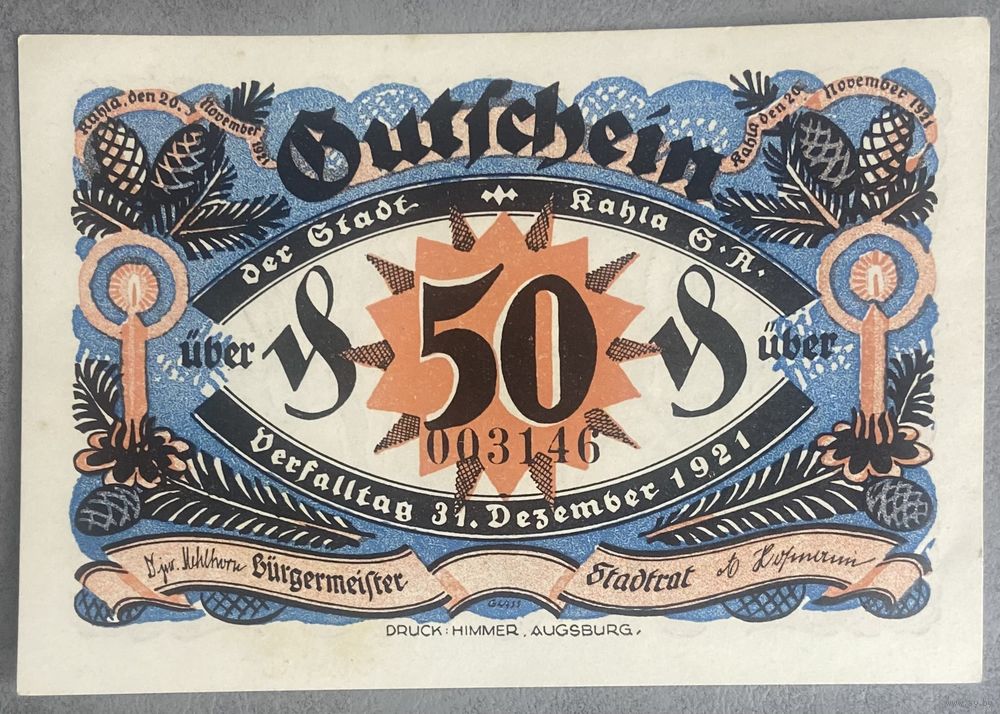 Kahla, den 20. November 1921
Gutschein
Kahla den 20. November 1921
der Stadt Kahla S.A.
über ₰ 50 ₰ über
003146
Verfalltag 31. Dezember 1921
Bürgermeister
Stadtrat
GLASS
DRUCK: HIMMER, AUGSBURG.